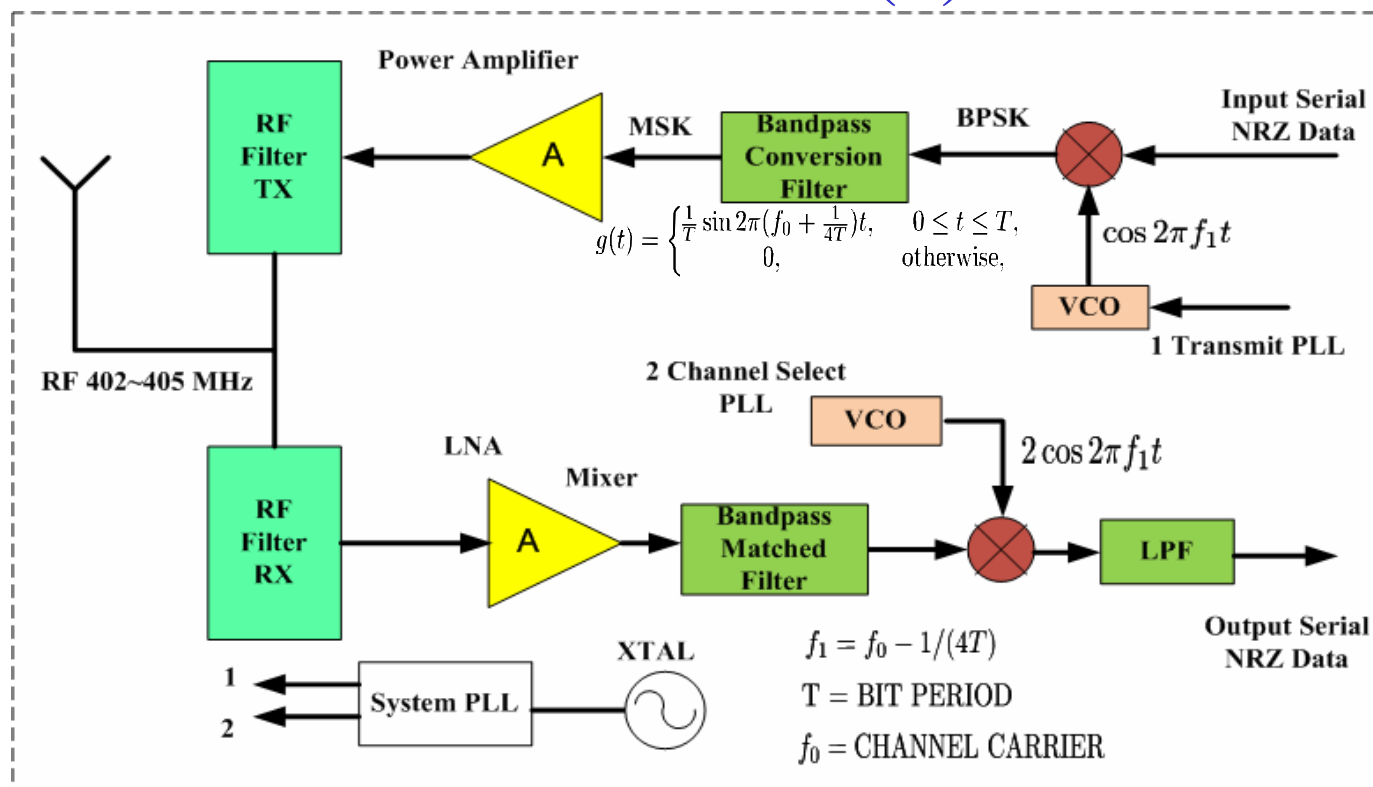 Power Amplifier
RF
Filter
TX
A
MSK
Bandpass
Conversion
Filter
BPSK
Input Serial
NRZ Data
g(t) = { 1/T sin 2π(f₀ + 1/4T)t, 0 ≤ t ≤ T,
0, otherwise,
cos 2πf₁t
VCO
1 Transmit PLL
RF 402~405 MHz
2 Channel Select
PLL
VCO
2 cos 2πf₁t
RF
Filter
RX
LNA
A
Mixer
Bandpass
Matched
Filter
LPF
Output Serial
NRZ Data
1
2
System PLL
XTAL
f₁ = f₀ − 1/(4T)
T = BIT PERIOD
f₀ = CHANNEL CARRIER